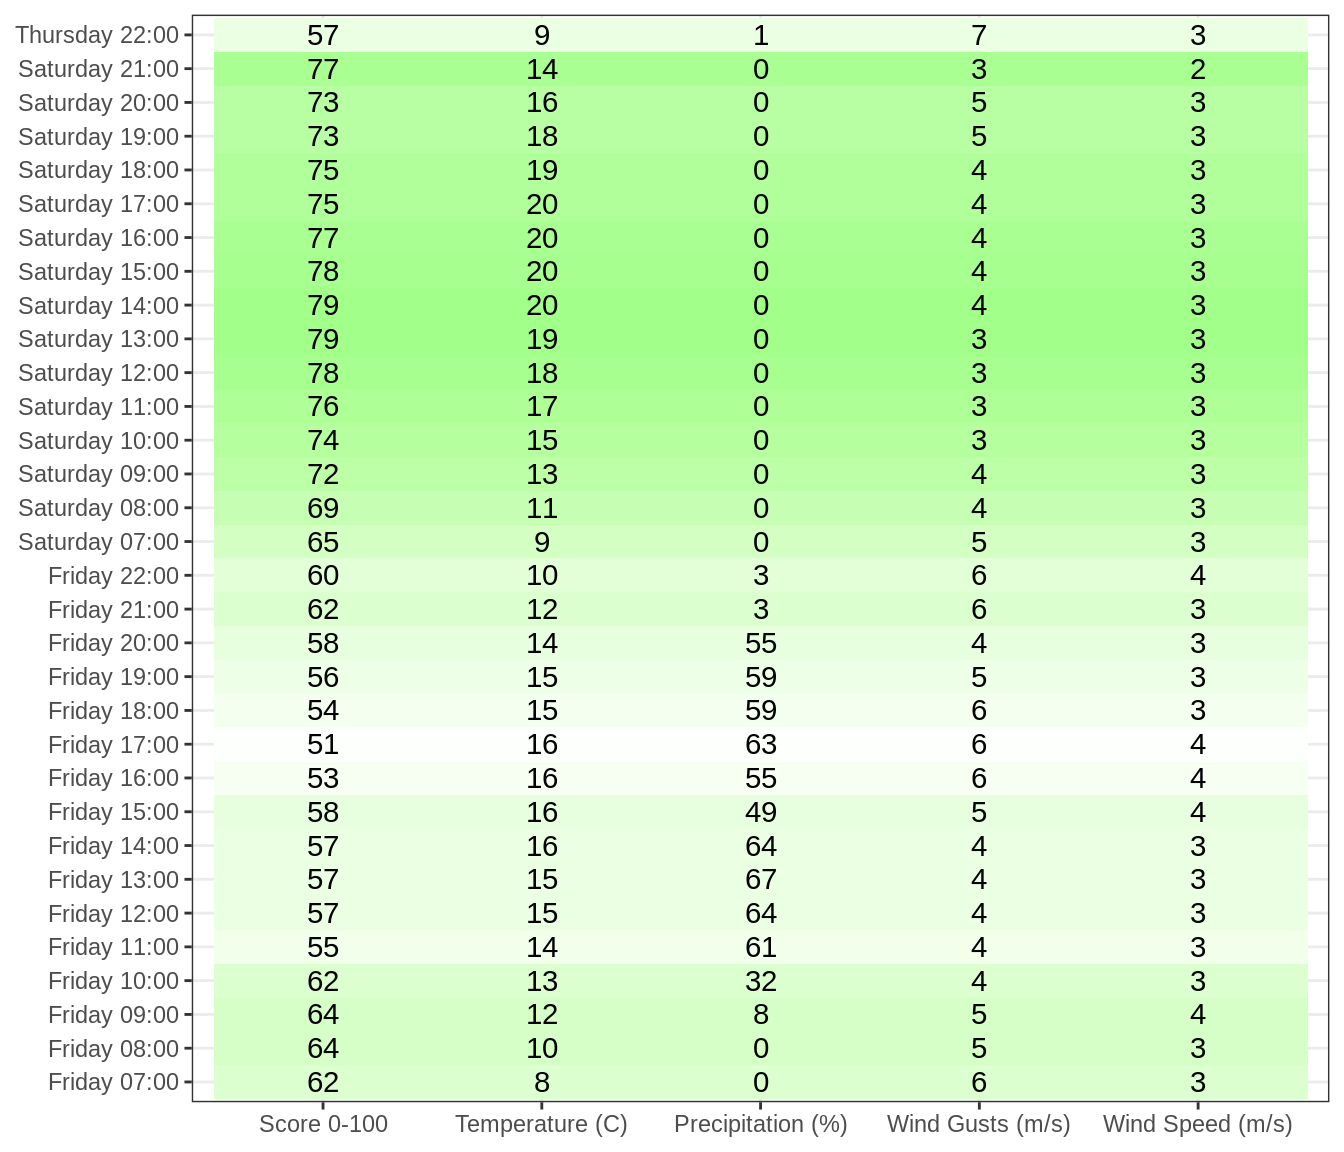 Thursday 22:00 57 9 1 7 3
Saturday 21:00 77 14 0 3 2
Saturday 20:00 73 16 0 5 3
Saturday 19:00 73 18 0 5 3
Saturday 18:00 75 19 0 4 3
Saturday 17:00 75 20 0 4 3
Saturday 16:00 77 20 0 4 3
Saturday 15:00 78 20 0 4 3
Saturday 14:00 79 20 0 4 3
Saturday 13:00 79 19 0 3 3
Saturday 12:00 78 18 0 3 3
Saturday 11:00 76 17 0 3 3
Saturday 10:00 74 15 0 3 3
Saturday 09:00 72 13 0 4 3
Saturday 08:00 69 11 0 4 3
Saturday 07:00 65 9 0 5 3
Friday 22:00 60 10 3 6 4
Friday 21:00 62 12 3 6 3
Friday 20:00 58 14 55 4 3
Friday 19:00 56 15 59 5 3
Friday 18:00 54 15 59 6 3
Friday 17:00 51 16 63 6 4
Friday 16:00 53 16 55 6 4
Friday 15:00 58 16 49 5 4
Friday 14:00 57 16 64 4 3
Friday 13:00 57 15 67 4 3
Friday 12:00 57 15 64 4 3
Friday 11:00 55 14 61 4 3
Friday 10:00 62 13 32 4 3
Friday 09:00 64 12 8 5 4
Friday 08:00 64 10 0 5 3
Friday 07:00 62 8 0 6 3
Score 0-100 Temperature (C) Precipitation (%) Wind Gusts (m/s) Wind Speed (m/s)